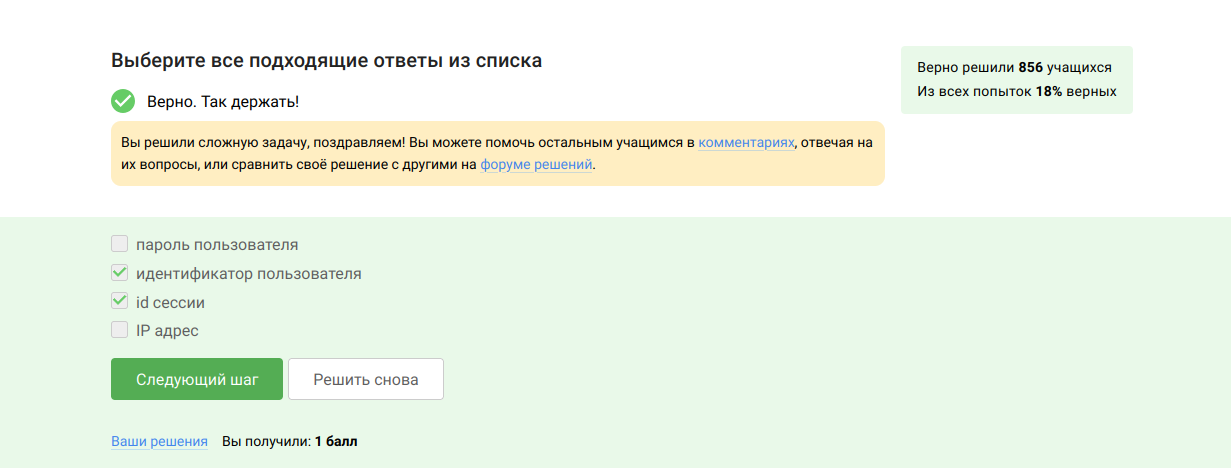 Выберите все подходящие ответы из списка
Верно. Так держать!
Вы решили сложную задачу, поздравляем! Вы можете помочь остальным учащимся в комментариях, отвечая на
их вопросы, или сравнить своё решение с другими на форуме решений.
Верно решили 856 учащихся
Из всех попыток 18% верных
пароль пользователя
идентификатор пользователя
id сессии
IP адрес
Следующий шаг
Решить снова
Ваши решения Вы получили: 1 балл